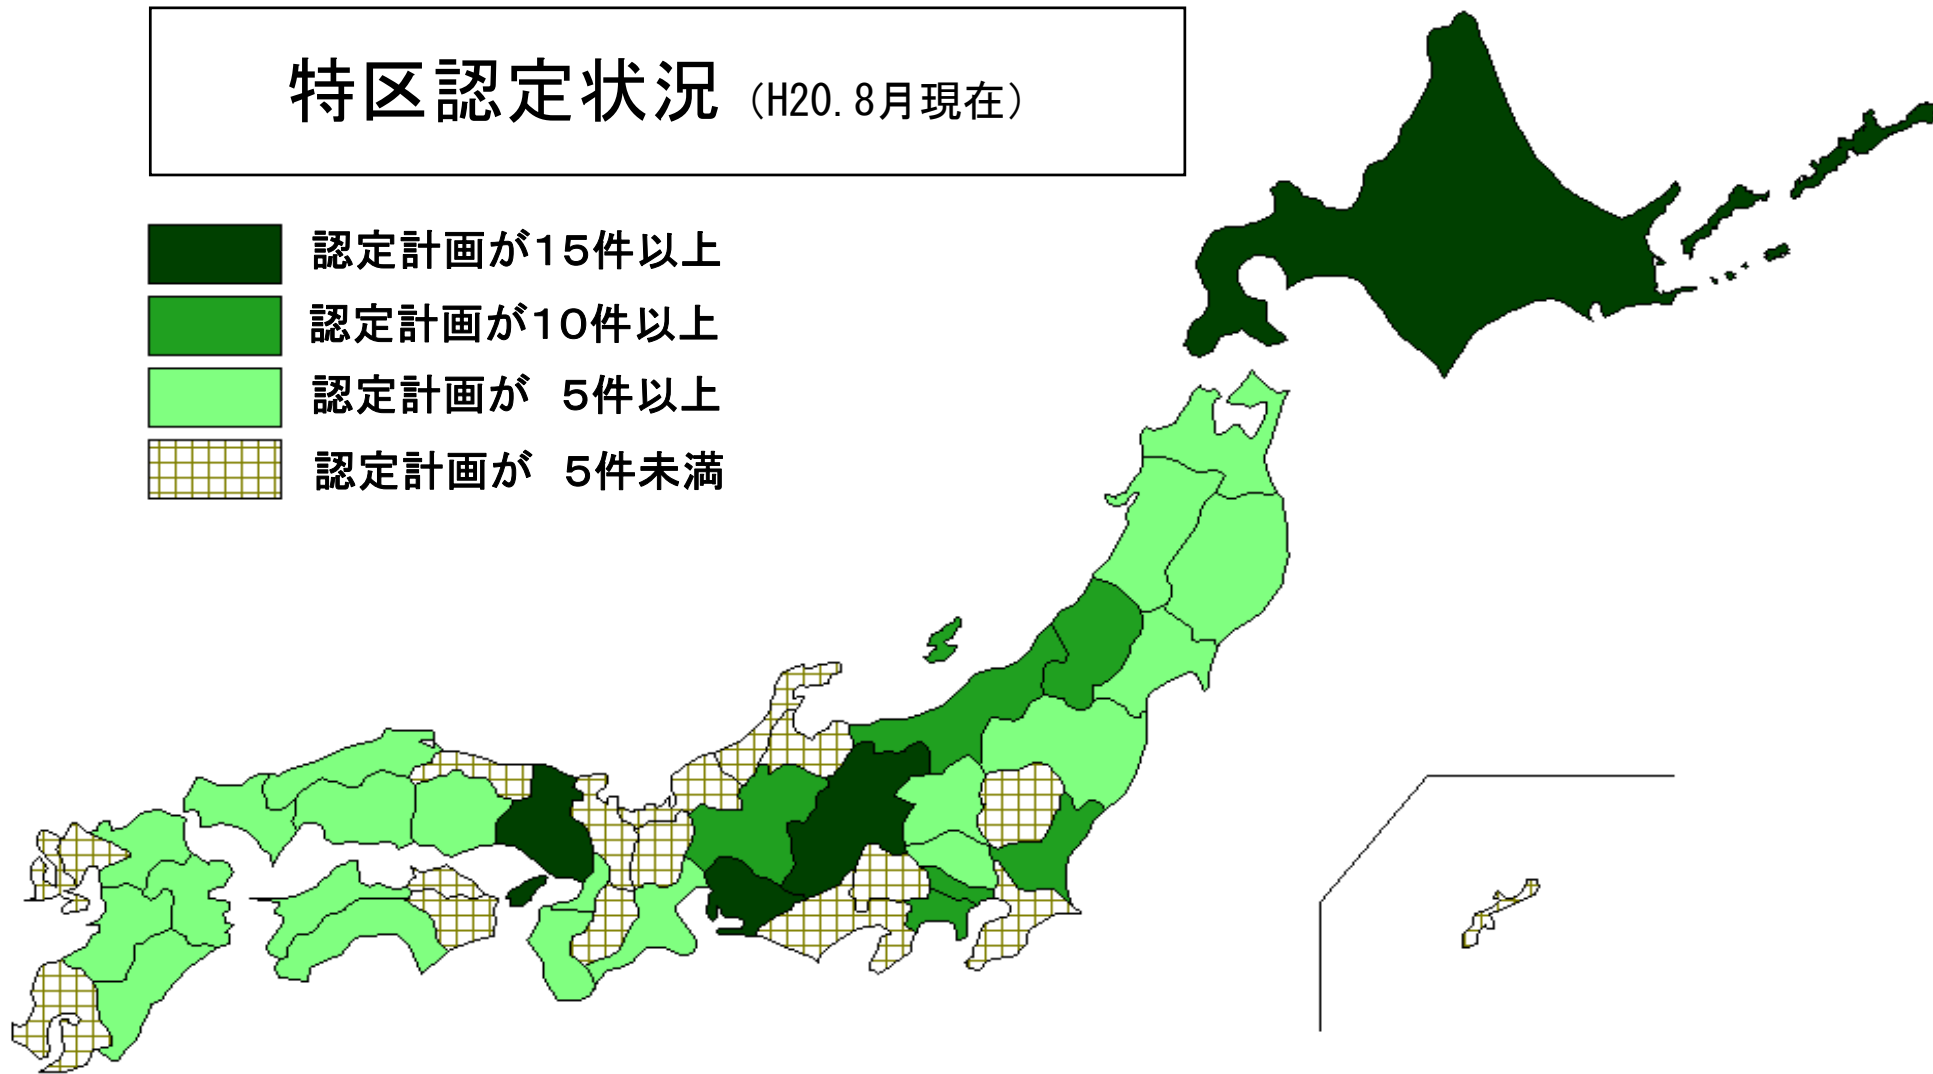 特区認定状況（H20.8月現在）
認定計画が１５件以上
認定計画が１０件以上
認定計画が　５件以上
認定計画が　５件未満